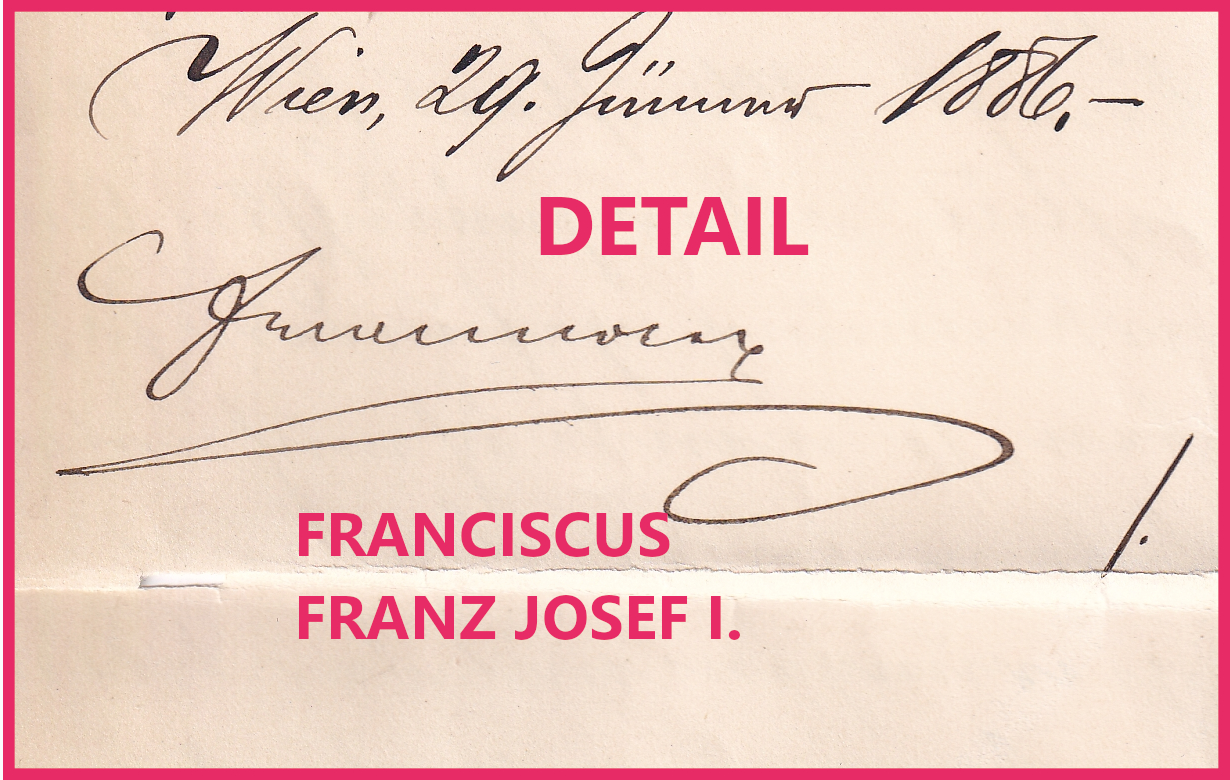 Wien, 29. Jänner 1886.–
DETAIL
FRANCISCUS
FRANZ JOSEF I.